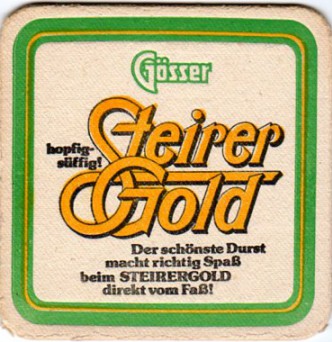 Gösser
hopfig-
süffig!
Steirer
Gold
Der schönste Durst
macht richtig Spaß
beim STEIRERGOLD
direkt vom Faß!